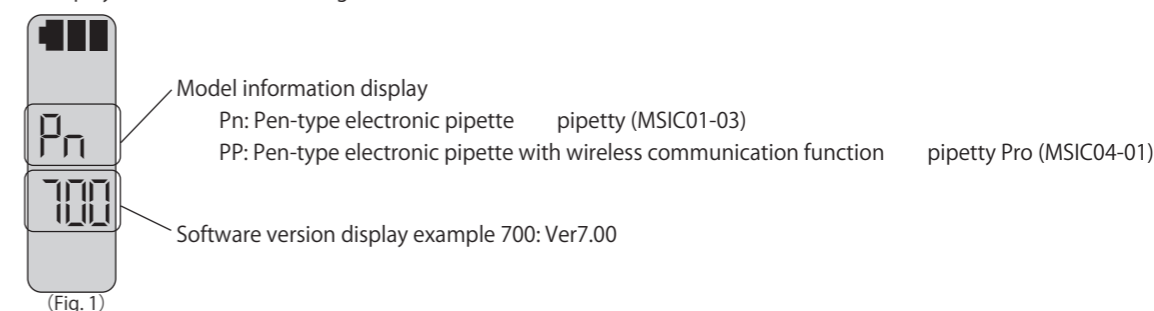 Model information display
Pn: Pen-type electronic pipette pipetty (MSIC01-03)
Pn
PP: Pen-type electronic pipette with wireless communication function pipetty Pro (MSIC04-01)
700
Software version display example 700: Ver7.00
(Fig. 1)